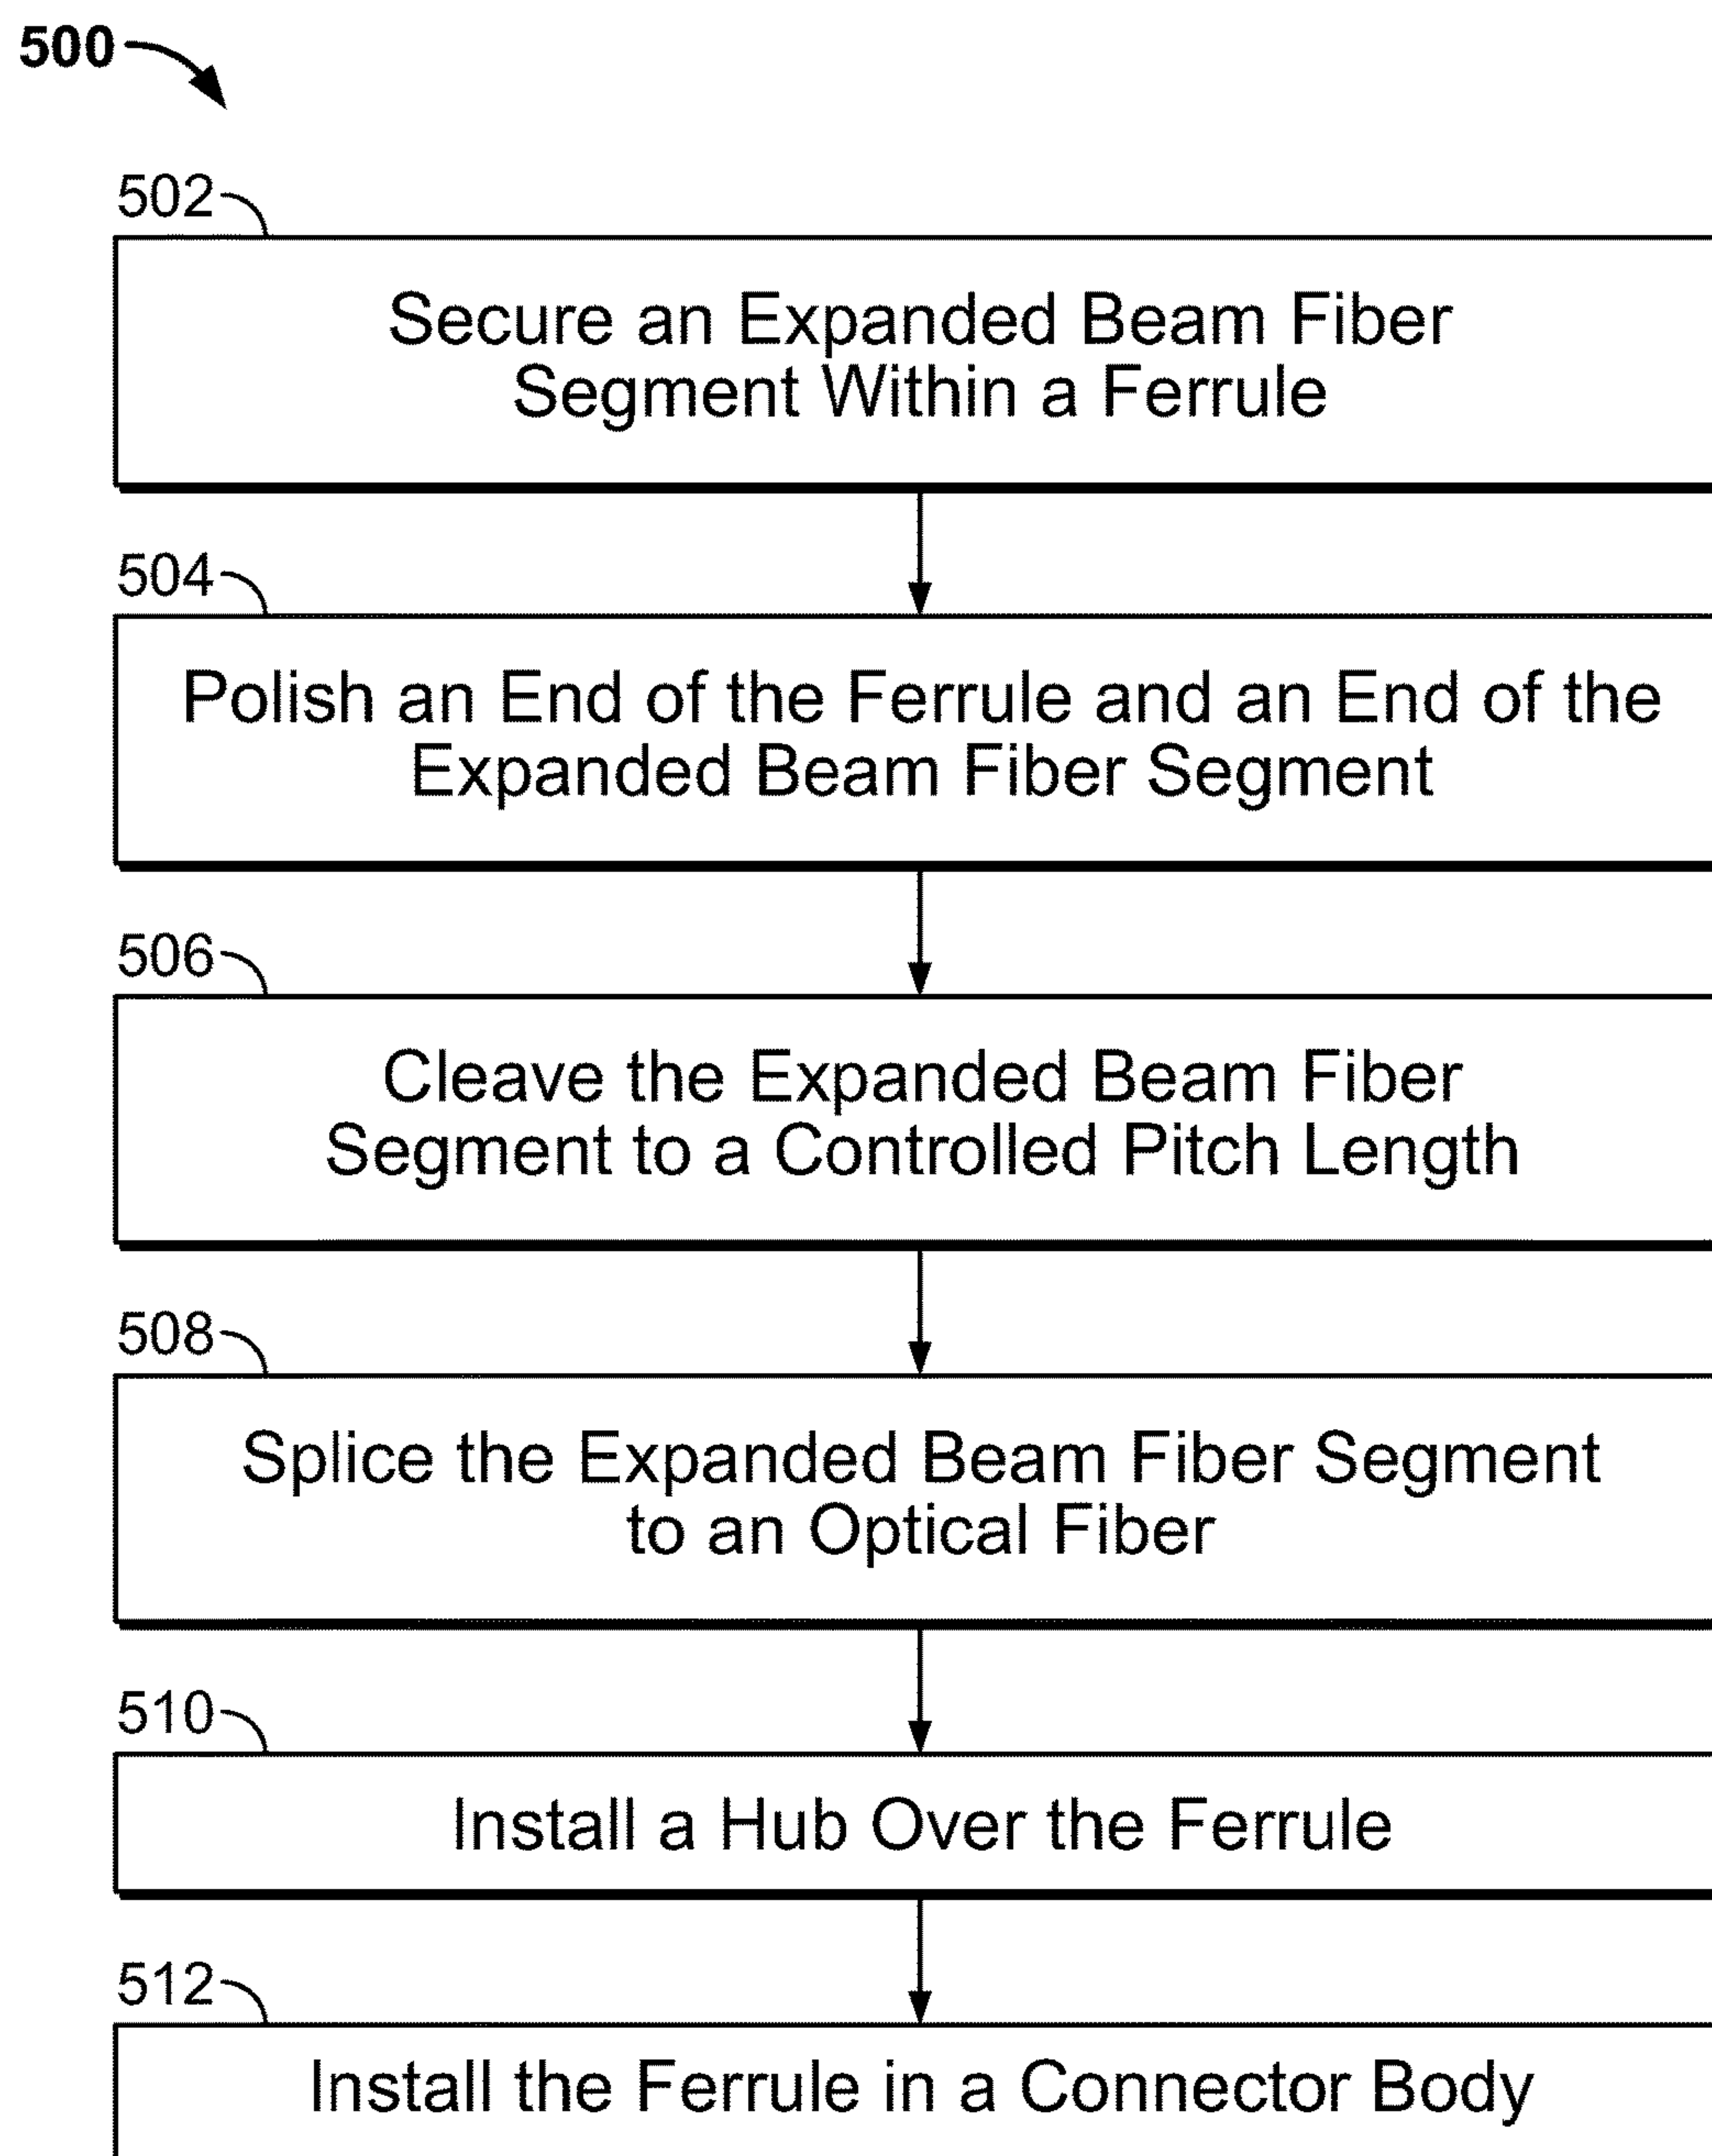 500
502
Secure an Expanded Beam Fiber
Segment Within a Ferrule
504
Polish an End of the Ferrule and an End of the
Expanded Beam Fiber Segment
506
Cleave the Expanded Beam Fiber
Segment to a Controlled Pitch Length
508
Splice the Expanded Beam Fiber Segment
to an Optical Fiber
510
Install a Hub Over the Ferrule
512
Install the Ferrule in a Connector Body